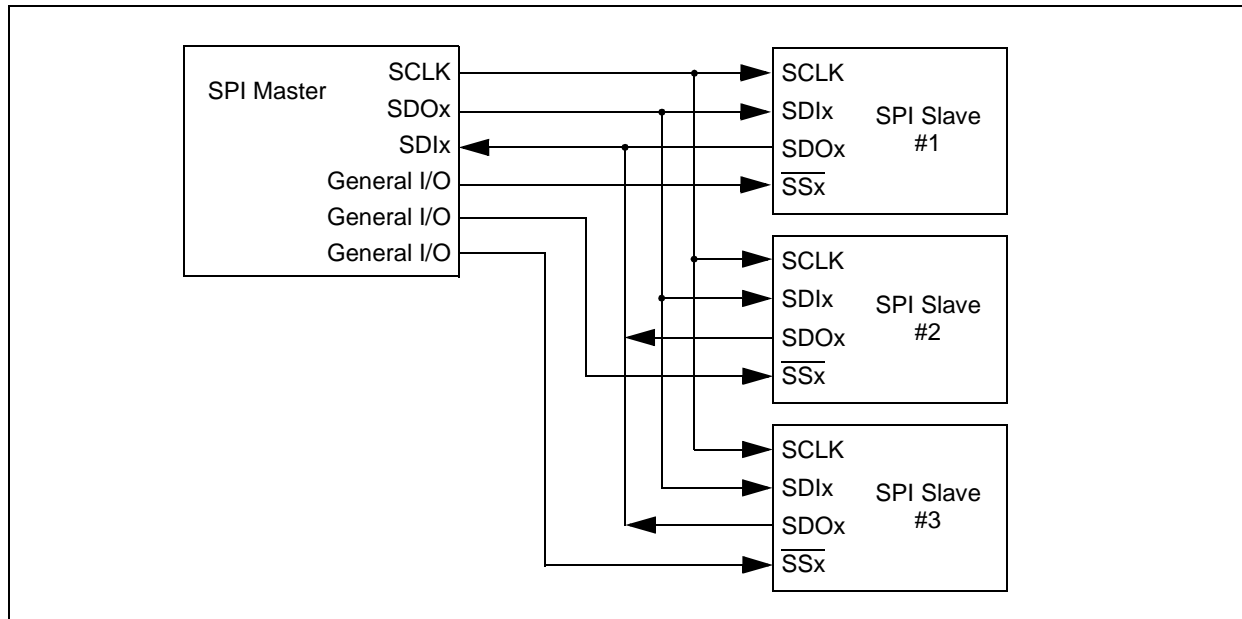 SPI Master
SCLK
SDOx
SDIx
General I/O
General I/O
General I/O
SCLK
SDIx
SDOx
SSx
SPI Slave
#1
SCLK
SDIx
SDOx
SSx
SPI Slave
#2
SCLK
SDIx
SDOx
SSx
SPI Slave
#3